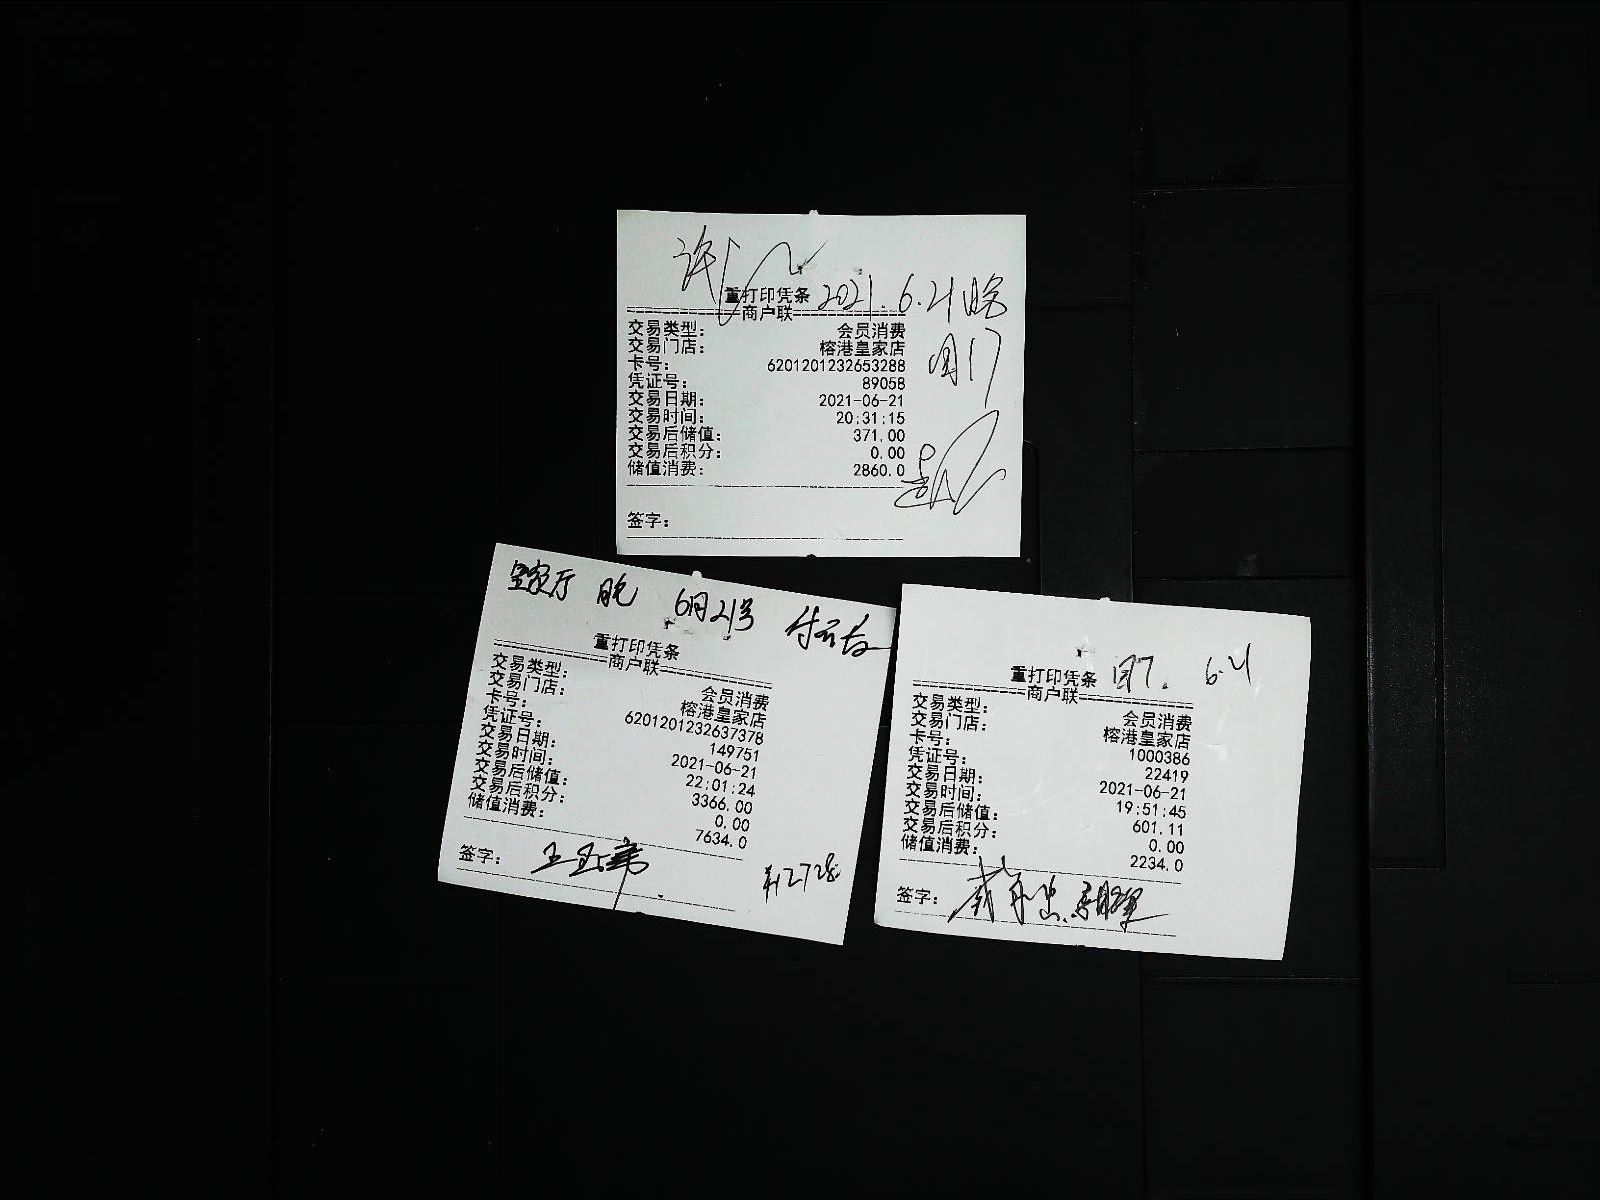 2021.6.21晚
重打印凭条
商户联
交易类型： 会员消费
交易门店： 榕港皇家店
卡号： 6201201232653288
凭证号： 89058
交易日期： 2021-06-21
交易时间： 20:31:15
交易后储值： 371.00
交易后积分： 0.00
储值消费： 2860.0
签字：
皇家厅 6月21号
重打印凭条
商户联
交易类型： 会员消费
交易门店： 榕港皇家店
卡号： 6201201232637378
凭证号： 149751
交易日期： 2021-06-21
交易时间： 22:01:24
交易后储值： 3366.00
交易后积分： 0.00
储值消费： 7634.0
签字：
重打印凭条 6.21
商户联
交易类型： 会员消费
交易门店： 榕港皇家店
卡号： 1000386
凭证号： 22419
交易日期： 2021-06-21
交易时间： 19:51:45
交易后储值： 601.11
交易后积分： 0.00
储值消费： 2234.0
签字：